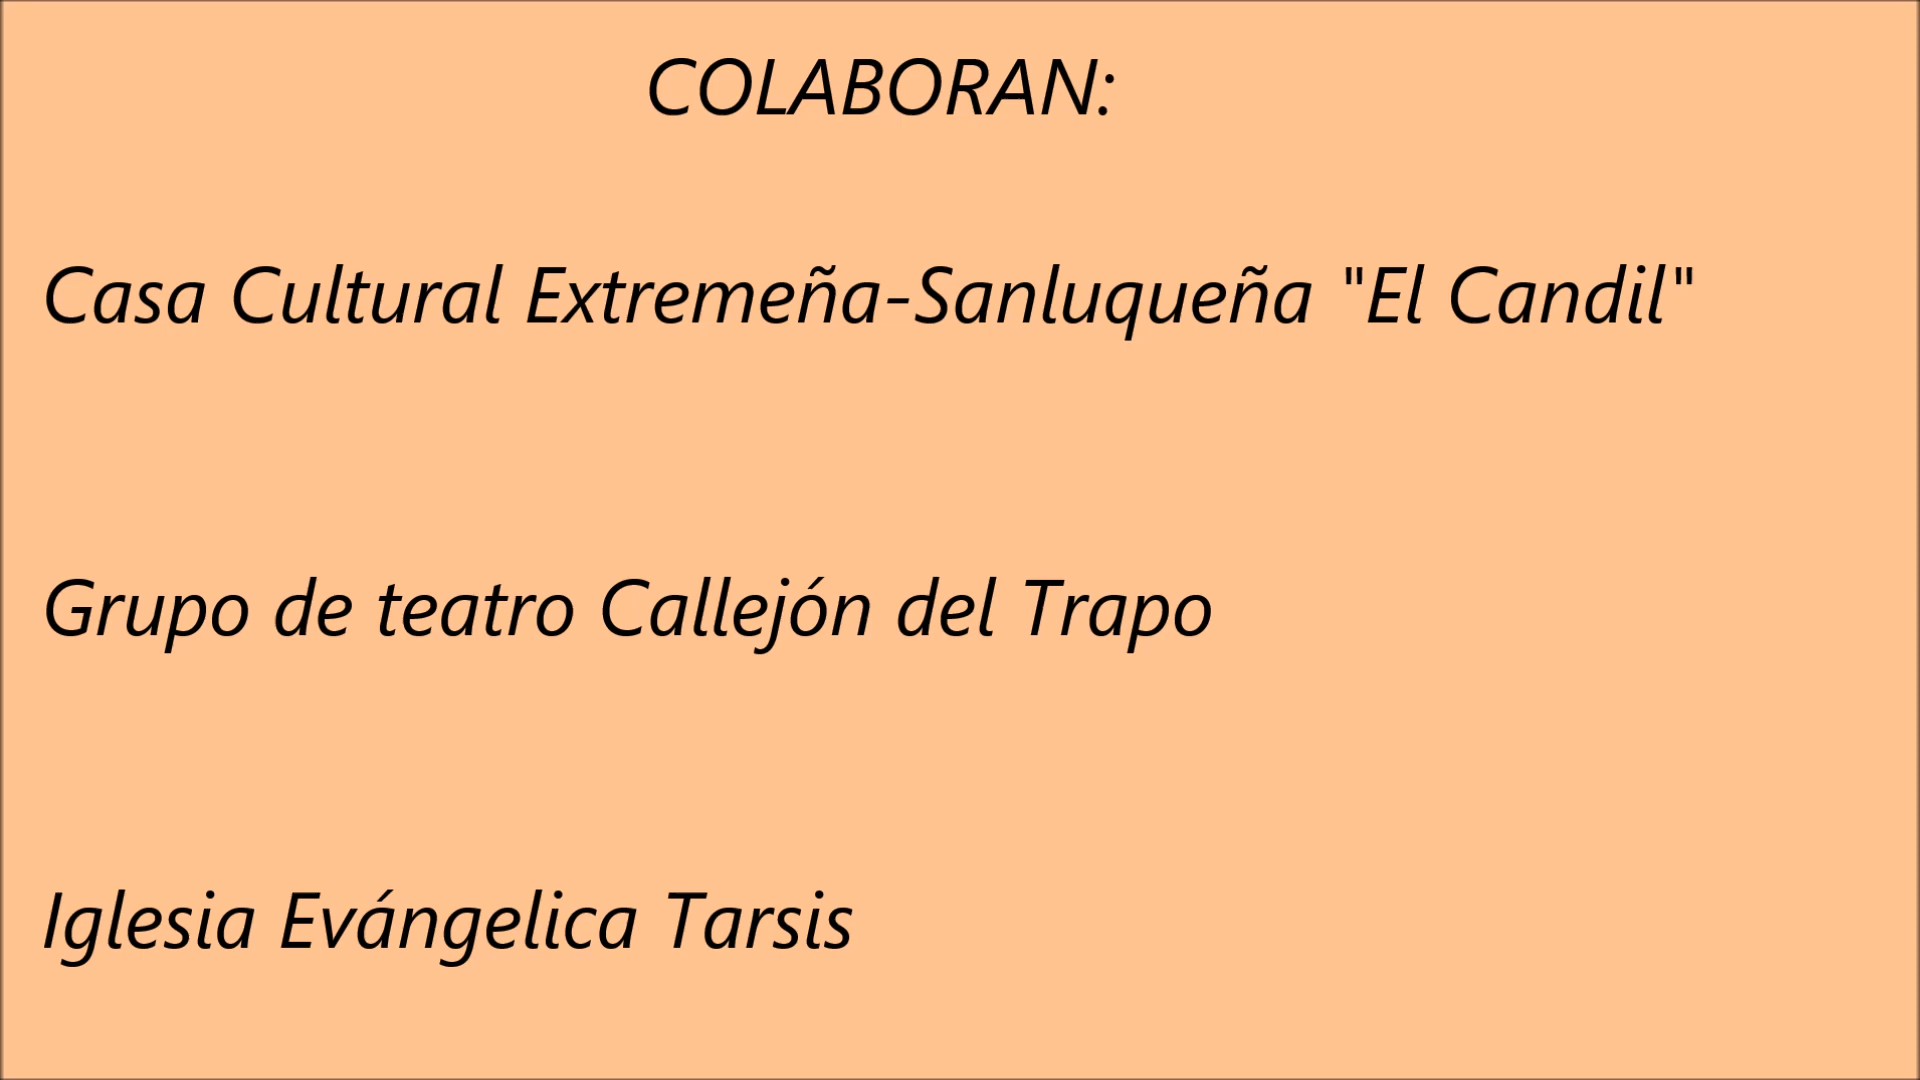 COLABORAN:
Casa Cultural Extremeña-Sanluqueña "El Candil"
Grupo de teatro Callejón del Trapo
Iglesia Evángelica Tarsis